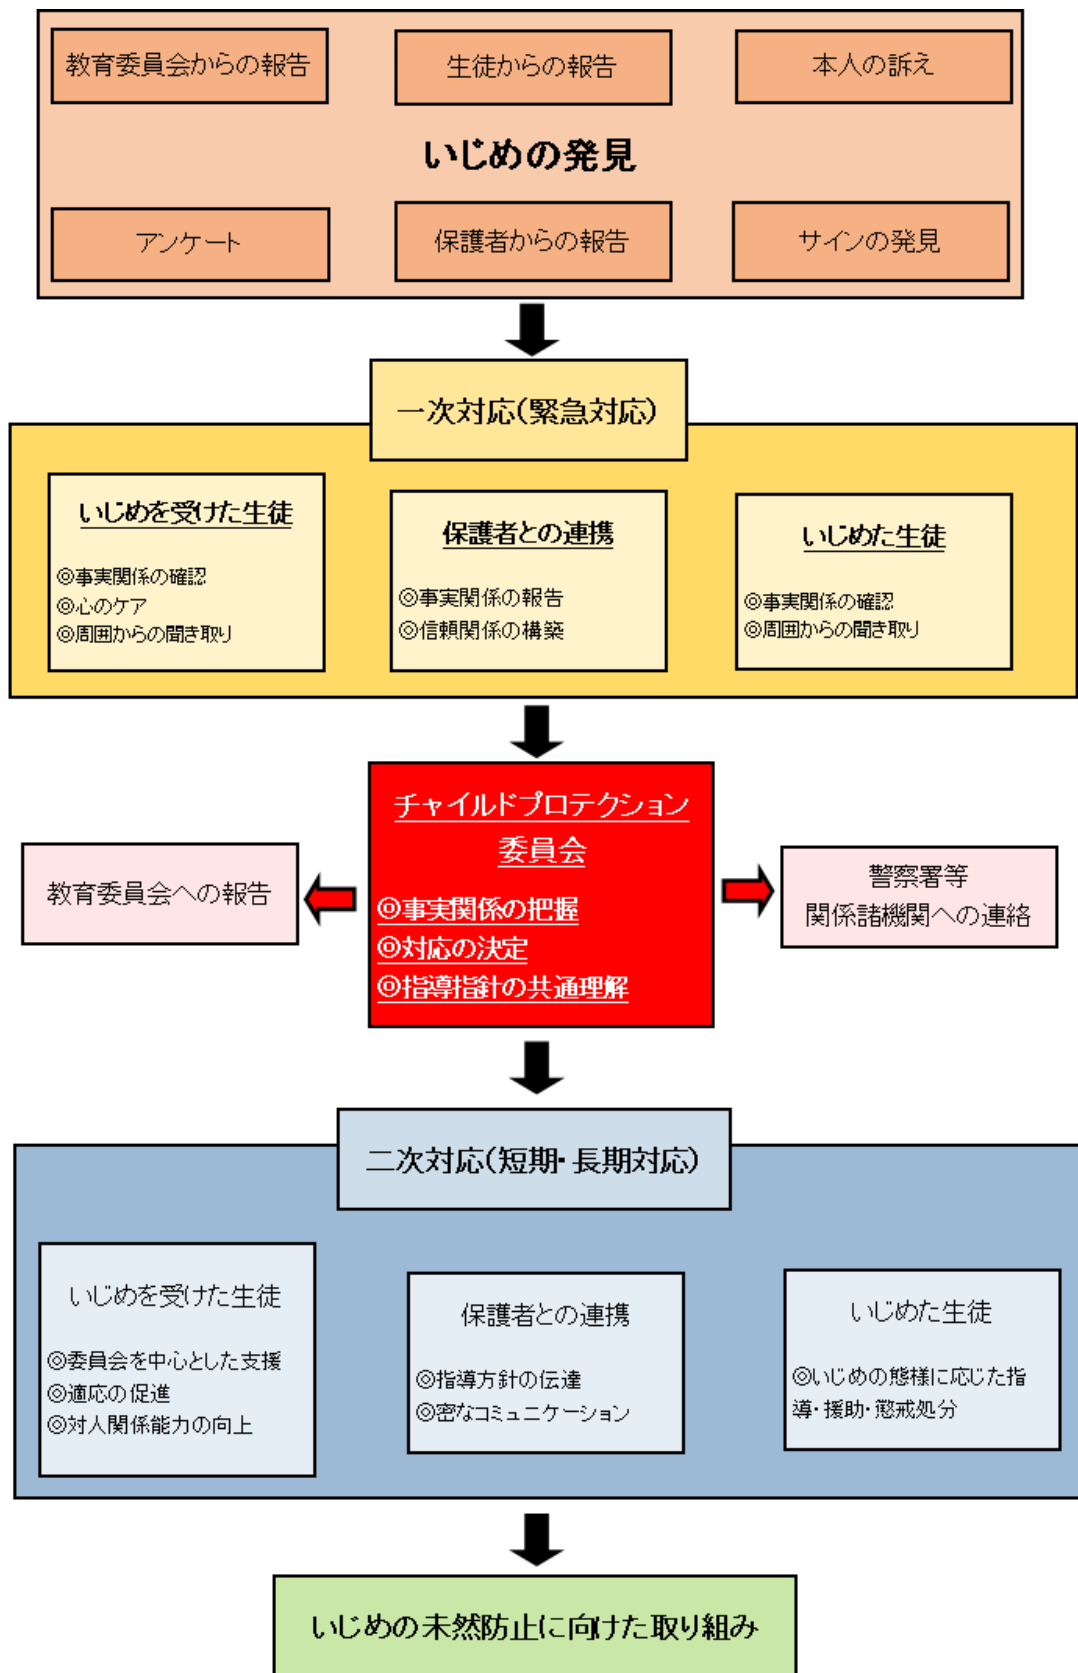 教育委員会からの報告
生徒からの報告
本人の訴え
いじめの発見
アンケート
保護者からの報告
サインの発見
一次対応(緊急対応)
いじめを受けた生徒
◎事実関係の確認
◎心のケア
◎周囲からの聞き取り
保護者との連携
◎事実関係の報告
◎信頼関係の構築
いじめた生徒
◎事実関係の確認
◎周囲からの聞き取り
チャイルドプロテクション
委員会
◎事実関係の把握
◎対応の決定
◎指導指針の共通理解
教育委員会への報告
警察署等
関係諸機関への連絡
二次対応(短期・長期対応)
いじめを受けた生徒
◎委員会を中心とした支援
◎適応の促進
◎対人関係能力の向上
保護者との連携
◎指導方針の伝達
◎密なコミュニケーション
いじめた生徒
◎いじめの態様に応じた指
導・援助・懲戒処分
いじめの未然防止に向けた取り組み